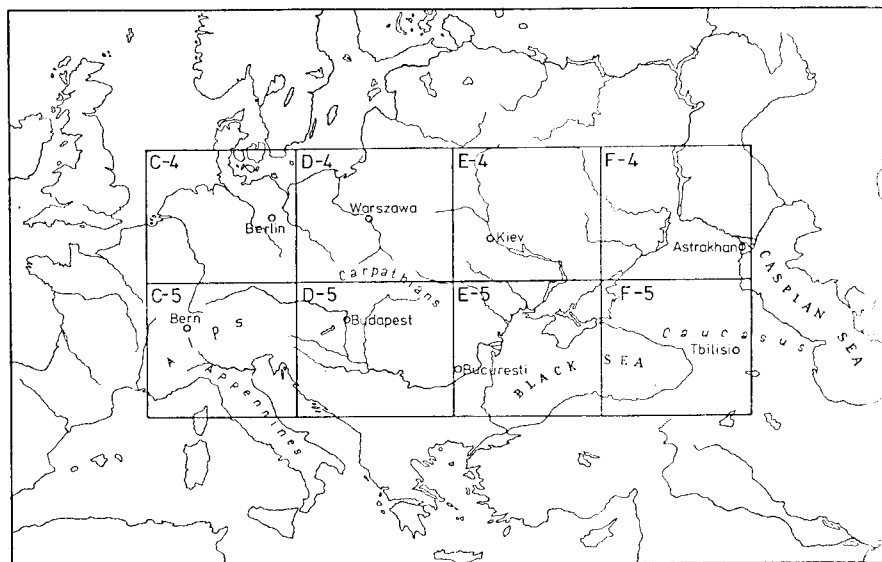 C-4
D-4
E-4
F-4
Berlin
Warszawa
Kiev
Astrakhan
Carpathians
CASPIAN SEA
C-5
D-5
E-5
F-5
Bern
Budapest
Bucuresti
Tbilisi
A P S
Appennines
BLACK SEA
Caucasus